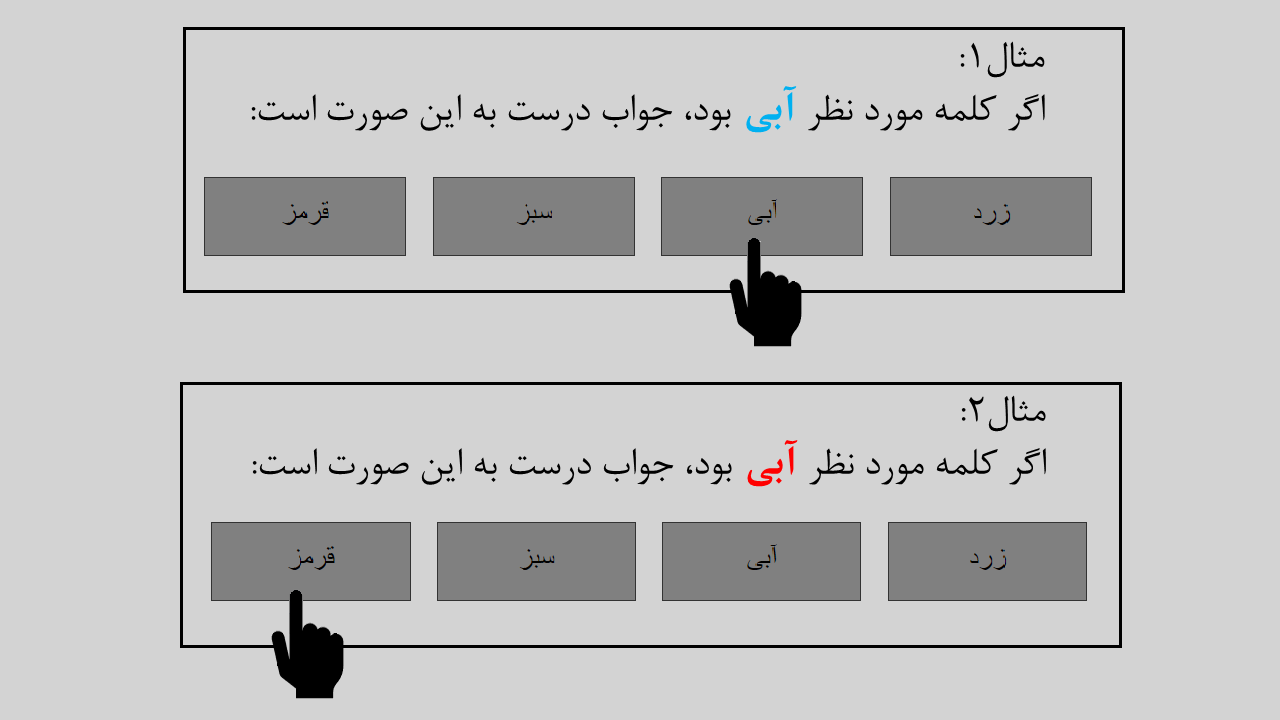 مثال۱:
اگر کلمه مورد نظر آبی بود، جواب درست به این صورت است:
زرد آبی سبز قرمز
مثال۲:
اگر کلمه مورد نظر آبی بود، جواب درست به این صورت است:
زرد آبی سبز قرمز